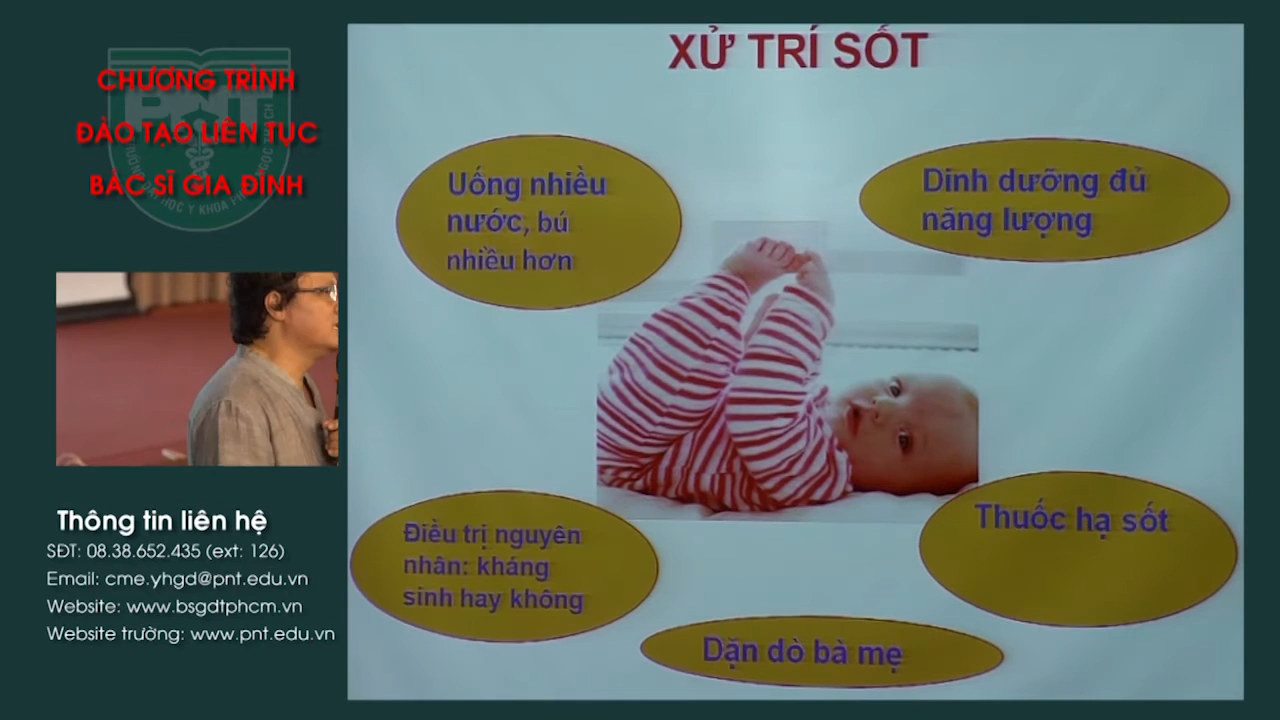 CHƯƠNG TRÌNH
ĐÀO TẠO LIÊN TỤC
BÁC SĨ GIA ĐÌNH
PNT
Thông tin liên hệ
SĐT: 08.38.652.435 (ext: 126)
Email: cme.yhgd@pnt.edu.vn
Website: www.bsgdtphcm.vn
Website trường: www.pnt.edu.vn
XỬ TRÍ SỐT
Uống nhiều
nước, bú
nhiều hơn
Dinh dưỡng đủ
năng lượng
Điều trị nguyên
nhân: kháng
sinh hay không
Thuốc hạ sốt
Dặn dò bà mẹ